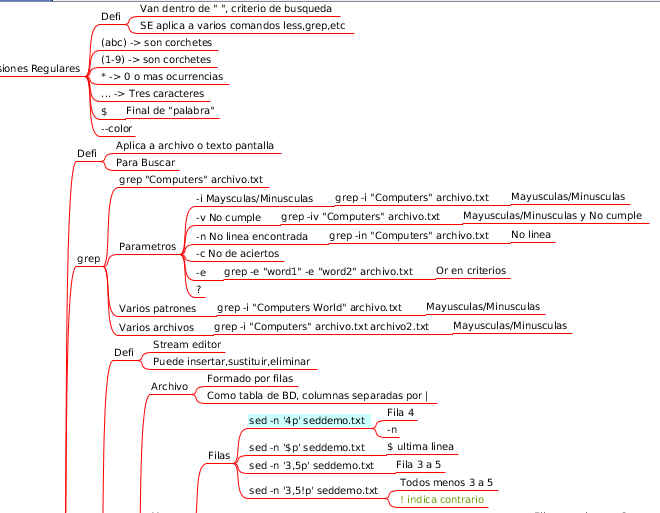 Van dentro de " ", criterio de busqueda
Defi
SE aplica a varios comandos less,grep,etc
(abc) -> son corchetes
(1-9) -> son corchetes
siones Regulares
* -> 0 o mas ocurrencias
... -> Tres caracteres
$ Final de "palabra"
--color
Aplica a archivo o texto pantalla
Defi
Para Buscar
grep "Computers" archivo.txt
-i Maysculas/Minusculas grep -i "Computers" archivo.txt Mayusculas/Minusculas
-v No cumple grep -iv "Computers" archivo.txt Mayusculas/Minusculas y No cumple
-n No linea encontrada grep -in "Computers" archivo.txt No linea
Parametros
-c No de aciertos
grep
-e grep -e "word1" -e "word2" archivo.txt Or en criterios
?
Varios patrones grep -i "Computers World" archivo.txt Mayusculas/Minusculas
Varios archivos grep -i "Computers" archivo.txt archivo2.txt Mayusculas/Minusculas
Stream editor
Defi
Puede insertar,sustituir,eliminar
Formado por filas
Archivo
Como tabla de BD, columnas separadas por |
Fila 4
sed -n '4p' seddemo.txt
-n
sed -n '$p' seddemo.txt $ ultima linea
Filas
sed -n '3,5p' seddemo.txt Fila 3 a 5
Todos menos 3 a 5
sed -n '3,5!p' seddemo.txt
! indica contrario